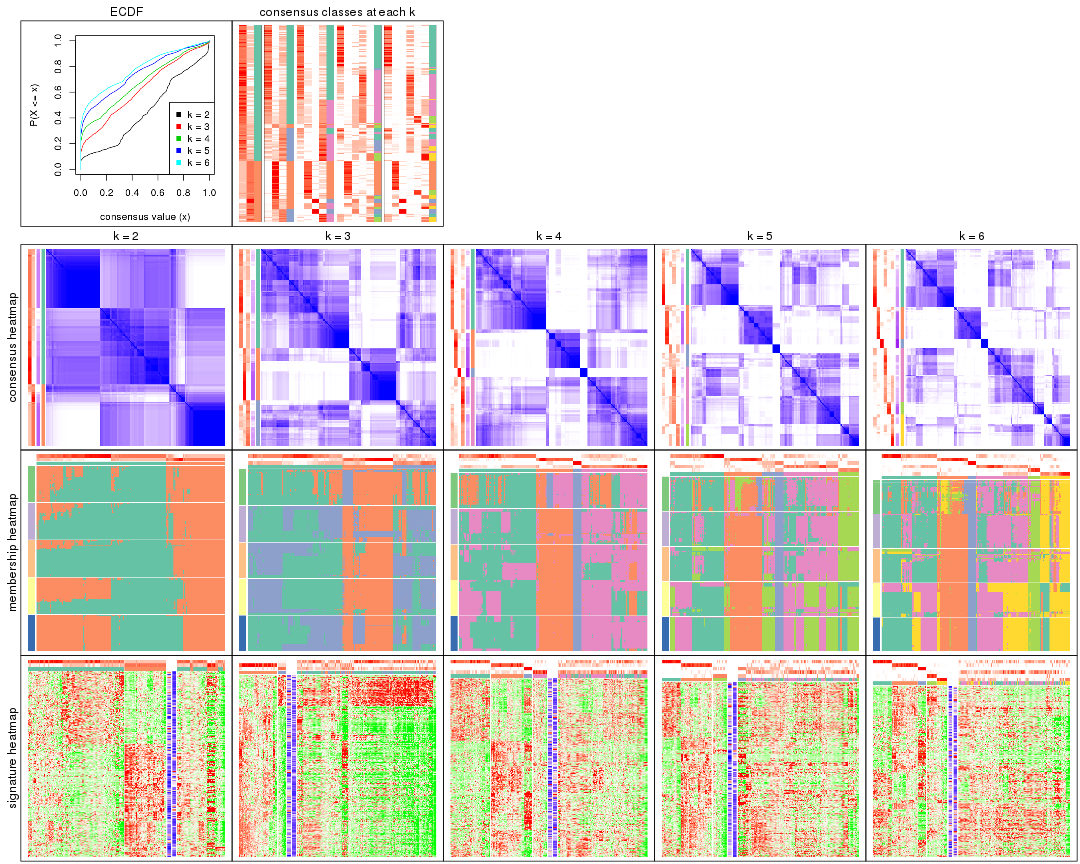 ECDF
consensus classes at each k
P(X <= x)
0.0 0.2 0.4 0.6 0.8 1.0
k = 2
k = 3
k = 4
k = 5
k = 6
0.0 0.2 0.4 0.6 0.8 1.0
consensus value (x)
k = 2
k = 3
k = 4
k = 5
k = 6
consensus heatmap
membership heatmap
signature heatmap